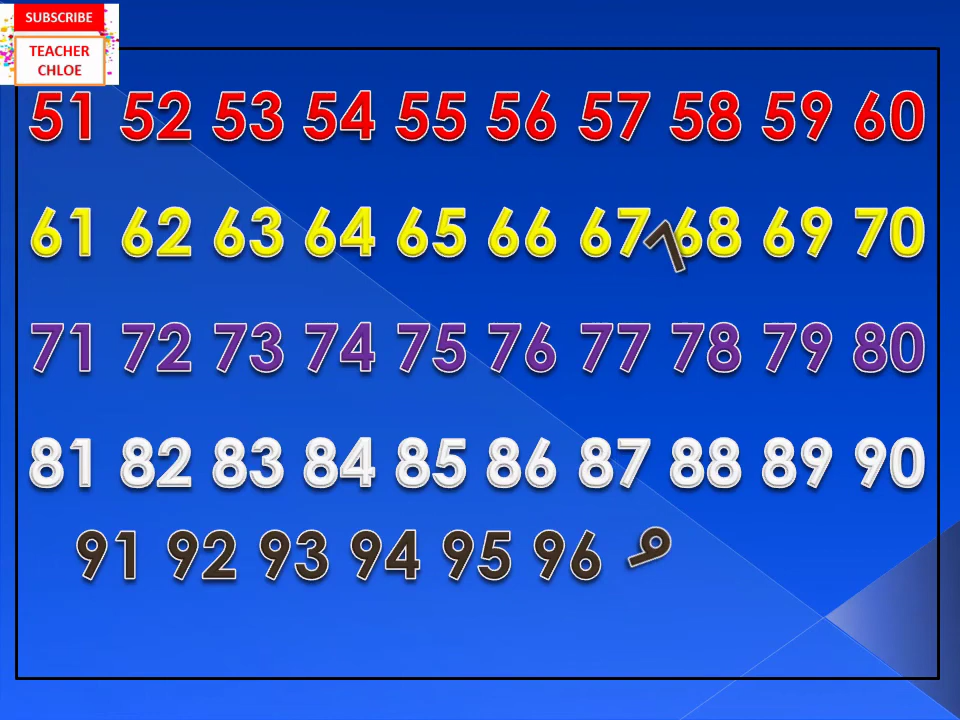 SUBSCRIBE
TEACHER
CHLOE
51 52 53 54 55 56 57 58 59 60
61 62 63 64 65 66 67 68 69 70
71 72 73 74 75 76 77 78 79 80
81 82 83 84 85 86 87 88 89 90
91 92 93 94 95 96 9
7